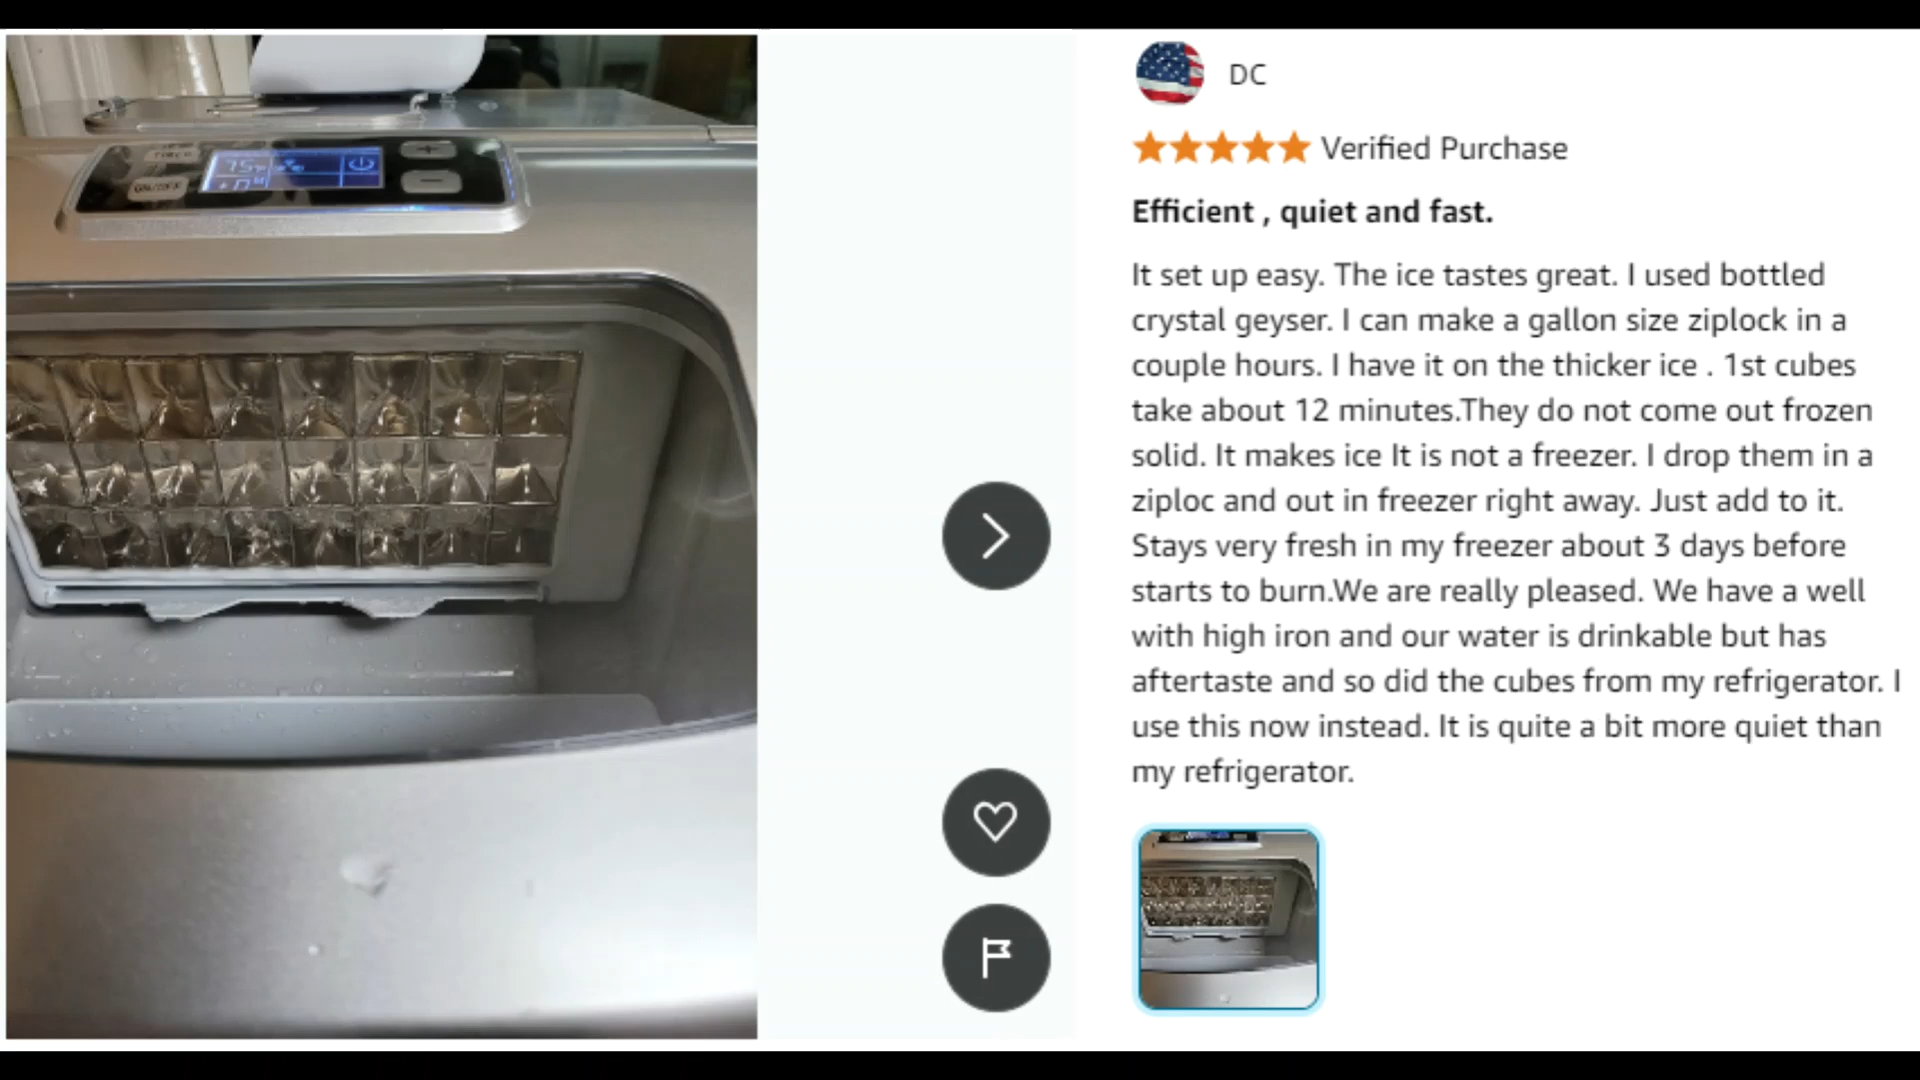 75°F
ON/OFF
+
−
DC
Verified Purchase
Efficient , quiet and fast.
It set up easy. The ice tastes great. I used bottled
crystal geyser. I can make a gallon size ziplock in a
couple hours. I have it on the thicker ice . 1st cubes
take about 12 minutes.They do not come out frozen
solid. It makes ice It is not a freezer. I drop them in a
ziploc and out in freezer right away. Just add to it.
Stays very fresh in my freezer about 3 days before
starts to burn.We are really pleased. We have a well
with high iron and our water is drinkable but has
aftertaste and so did the cubes from my refrigerator. I
use this now instead. It is quite a bit more quiet than
my refrigerator.